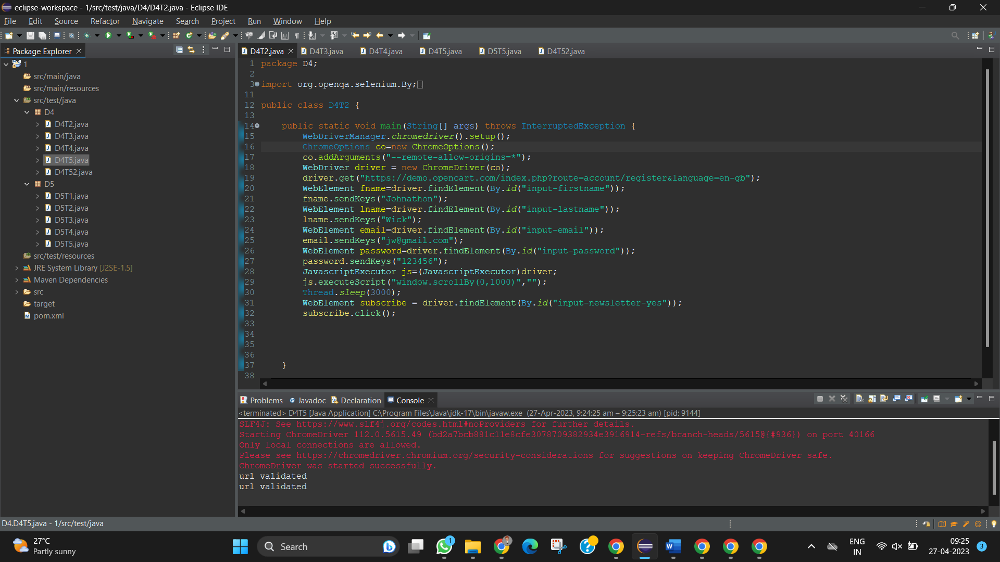 eclipse-workspace - 1/src/test/java/D4/D4T2.java - Eclipse IDE
File Edit Source Refactor Navigate Search Project Run Window Help
Package Explorer
1
src/main/java
src/main/resources
src/test/java
D4
D4T2.java
D4T3.java
D4T4.java
D4T5.java
D4T52.java
D5
D5T1.java
D5T2.java
D5T3.java
D5T4.java
D5T5.java
src/test/resources
JRE System Library [J2SE-1.5]
Maven Dependencies
src
target
pom.xml
D4T2.java D4T3.java D4T4.java D4T5.java D5T5.java D4T52.java
1 package D4;
2
3 import org.openqa.selenium.By;
11
12 public class D4T2 {
13
14 public static void main(String[] args) throws InterruptedException {
15 WebDriverManager.chromedriver().setup();
16 ChromeOptions co=new ChromeOptions();
17 co.addArguments("--remote-allow-origins=*");
18 WebDriver driver = new ChromeDriver(co);
19 driver.get("https://demo.opencart.com/index.php?route=account/register&language=en-gb");
20 WebElement fname=driver.findElement(By.id("input-firstname"));
21 fname.sendKeys("Johnathon");
22 WebElement lname=driver.findElement(By.id("input-lastname"));
23 lname.sendKeys("Wick");
24 WebElement email=driver.findElement(By.id("input-email"));
25 email.sendKeys("jw@gmail.com");
26 WebElement password=driver.findElement(By.id("input-password"));
27 password.sendKeys("123456");
28 JavascriptExecutor js=(JavascriptExecutor)driver;
29 js.executeScript("window.scrollBy(0,1000)","");
30 Thread.sleep(3000);
31 WebElement subscribe = driver.findElement(By.id("input-newsletter-yes"));
32 subscribe.click();
33
34
35
36
37 }
38
Problems Javadoc Declaration Console
<terminated> D4T5 [Java Application] C:\Program Files\Java\jdk-17\bin\javaw.exe (27-Apr-2023, 9:24:25 am – 9:25:23 am) [pid: 9144]
SLF4J: See https://www.slf4j.org/codes.html#noProviders for further details.
Starting ChromeDriver 112.0.5615.49 (bd2a7bcb881c11e8cfe3078709382934e3916914-refs/branch-heads/5615@{#936}) on port 40166
Only local connections are allowed.
Please see https://chromedriver.chromium.org/security-considerations for suggestions on keeping ChromeDriver safe.
ChromeDriver was started successfully.
url validated
url validated
D4.D4T5.java - 1/src/test/java
27°C
Partly sunny
Search
1
ENG
IN
09:25
27-04-2023
3